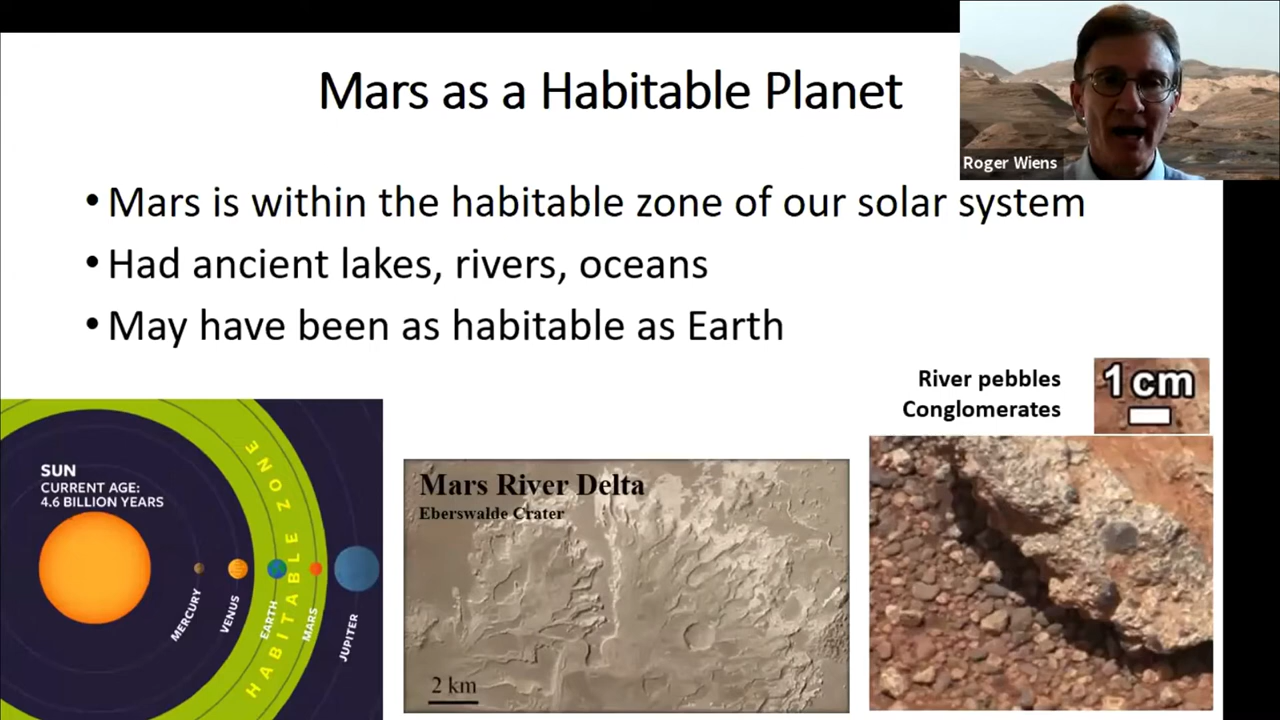 Mars as a Habitable Planet
Roger Wiens
• Mars is within the habitable zone of our solar system
• Had ancient lakes, rivers, oceans
• May have been as habitable as Earth
River pebbles
Conglomerates
1 cm
SUN
CURRENT AGE:
4.6 BILLION YEARS
MERCURY
VENUS
EARTH
HABITABLE ZONE
MARS
JUPITER
Mars River Delta
Eberswalde Crater
2 km